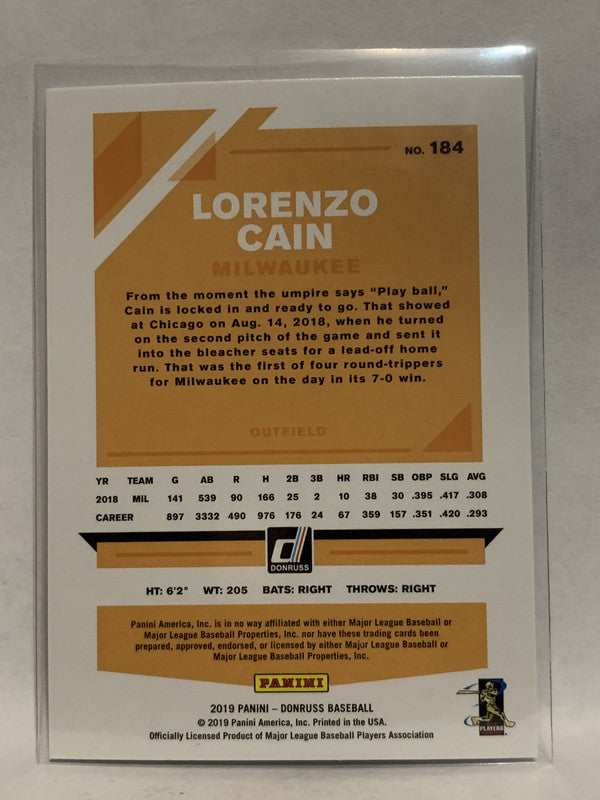 NO. 184
LORENZO
CAIN
MILWAUKEE
From the moment the umpire says “Play ball,”
Cain is locked in and ready to go. That showed
at Chicago on Aug. 14, 2018, when he turned
on the second pitch of the game and sent it
into the bleacher seats for a lead-off home
run. That was the first of four round-trippers
for Milwaukee on the day in its 7-0 win.
OUTFIELD
YR TEAM G AB R H 2B 3B HR RBI SB OBP SLG AVG
2018 MIL 141 539 90 166 25 2 10 38 30 .395 .417 .308
CAREER 897 3332 490 976 176 24 67 359 157 .351 .420 .293
d
DONRUSS
HT: 6'2" WT: 205 BATS: RIGHT THROWS: RIGHT
Panini America, Inc. is in no way affiliated with either Major League Baseball or
Major League Baseball Properties, Inc. nor have these trading cards been
prepared, approved, endorsed, or licensed by either Major League Baseball or
Major League Baseball Properties, Inc.
PANINI
2019 PANINI – DONRUSS BASEBALL
© 2019 Panini America, Inc. Printed in the USA.
Officially Licensed Product of Major League Baseball Players Association
PLAYERS